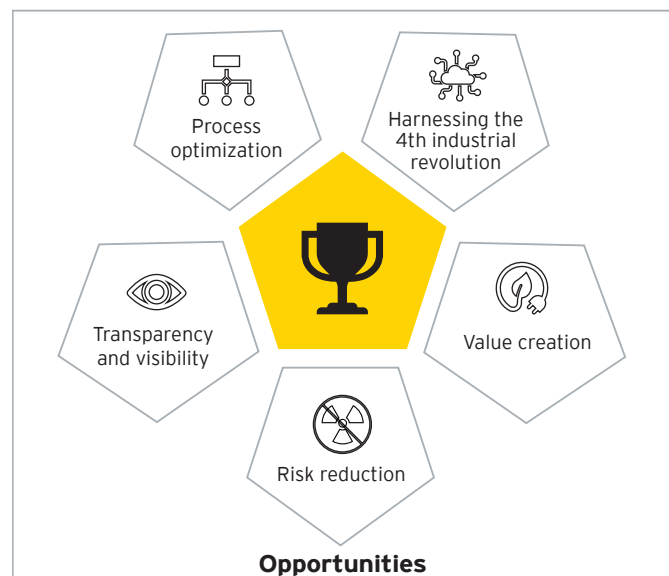 Process
optimization
Harnessing the
4th industrial
revolution
Transparency
and visibility
Value creation
Risk reduction
Opportunities